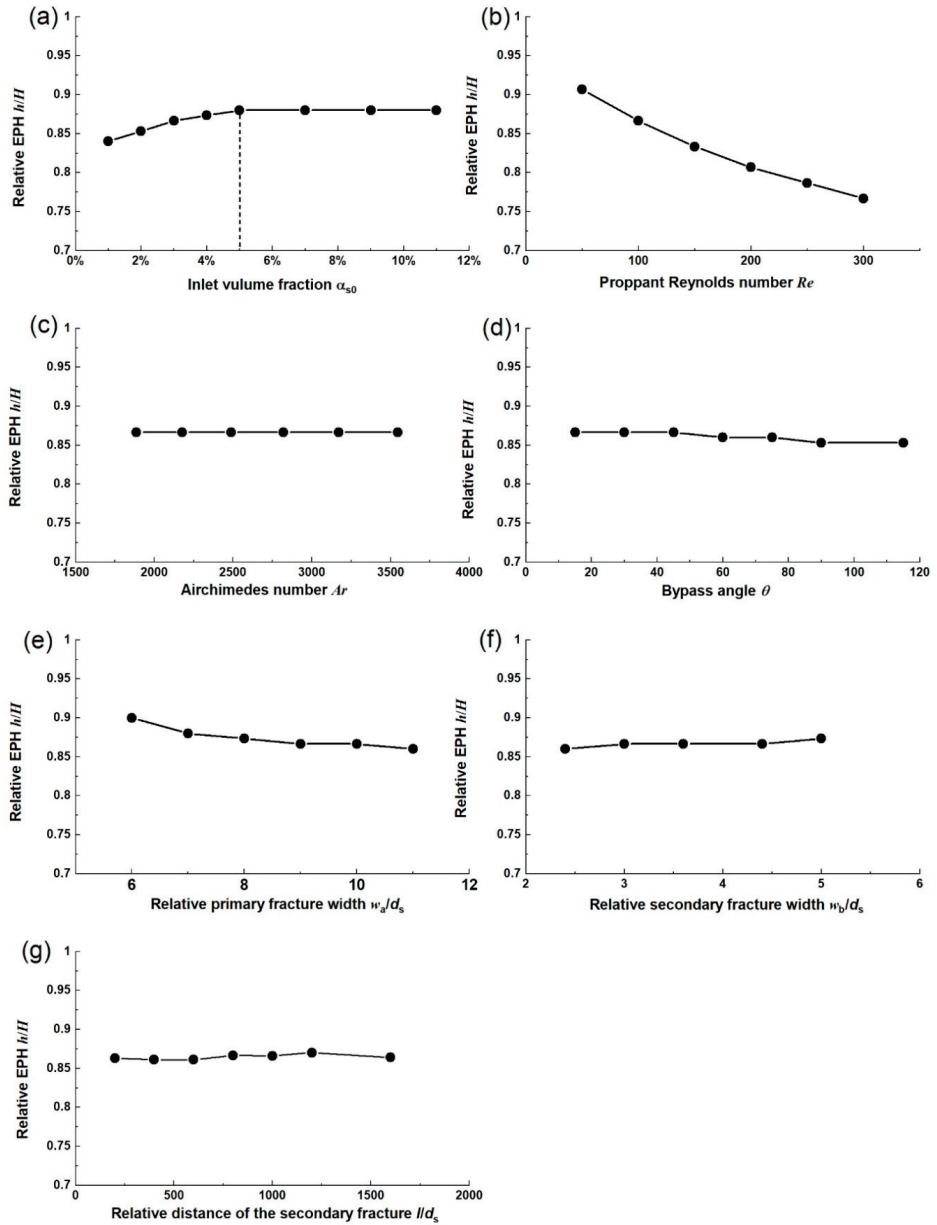 (a)
Relative EPH h/H
1
0.95
0.9
0.85
0.8
0.75
0.7
0% 2% 4% 6% 8% 10% 12%
Inlet volume fraction αs0
(b)
Relative EPH h/H
1
0.95
0.9
0.85
0.8
0.75
0.7
0 100 200 300
Proppant Reynolds number Re
(c)
Relative EPH h/H
1
0.95
0.9
0.85
0.8
0.75
0.7
1500 2000 2500 3000 3500 4000
Airchimedes number Ar
(d)
Relative EPH h/H
1
0.95
0.9
0.85
0.8
0.75
0.7
0 20 40 60 80 100 120
Bypass angle θ
(e)
Relative EPH h/H
1
0.95
0.9
0.85
0.8
0.75
0.7
6 8 10 12
Relative primary fracture width wa/ds
(f)
Relative EPH h/H
1
0.95
0.9
0.85
0.8
0.75
0.7
2 3 4 5 6
Relative secondary fracture width wb/ds
(g)
Relative EPH h/H
1
0.95
0.9
0.85
0.8
0.75
0.7
0 500 1000 1500 2000
Relative distance of the secondary fracture l/ds